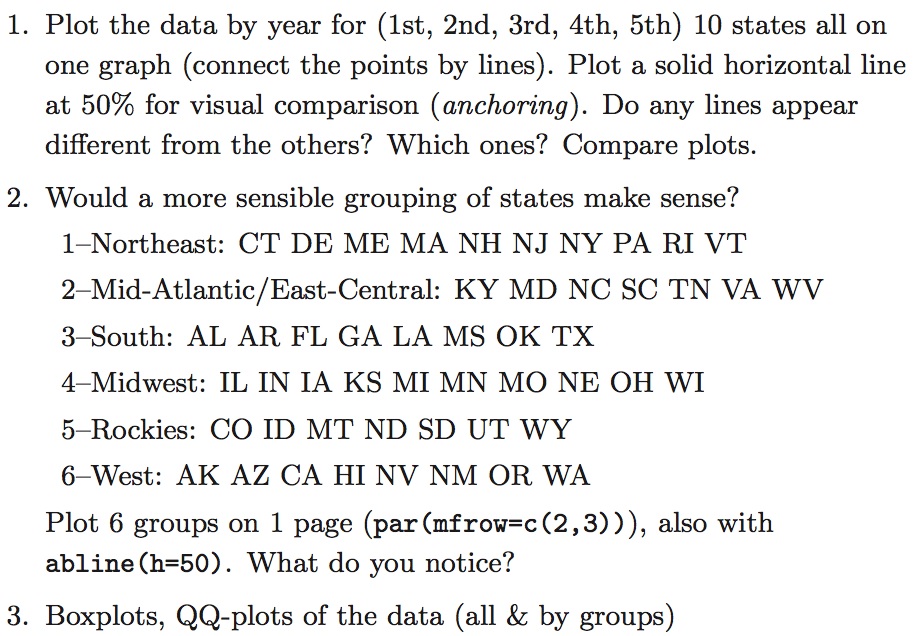 1. Plot the data by year for (1st, 2nd, 3rd, 4th, 5th) 10 states all on
one graph (connect the points by lines). Plot a solid horizontal line
at 50% for visual comparison (anchoring). Do any lines appear
different from the others? Which ones? Compare plots.
2. Would a more sensible grouping of states make sense?
1–Northeast: CT DE ME MA NH NJ NY PA RI VT
2–Mid-Atlantic/East-Central: KY MD NC SC TN VA WV
3–South: AL AR FL GA LA MS OK TX
4–Midwest: IL IN IA KS MI MN MO NE OH WI
5–Rockies: CO ID MT ND SD UT WY
6–West: AK AZ CA HI NV NM OR WA
Plot 6 groups on 1 page (par(mfrow=c(2,3))), also with
abline(h=50). What do you notice?
3. Boxplots, QQ-plots of the data (all & by groups)